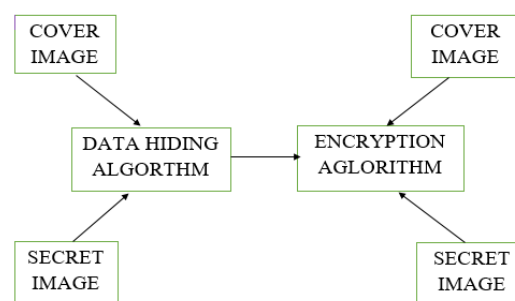 COVER
IMAGE
COVER
IMAGE
DATA HIDING
ALGORTHM
ENCRYPTION
AGLORITHM
SECRET
IMAGE
SECRET
IMAGE